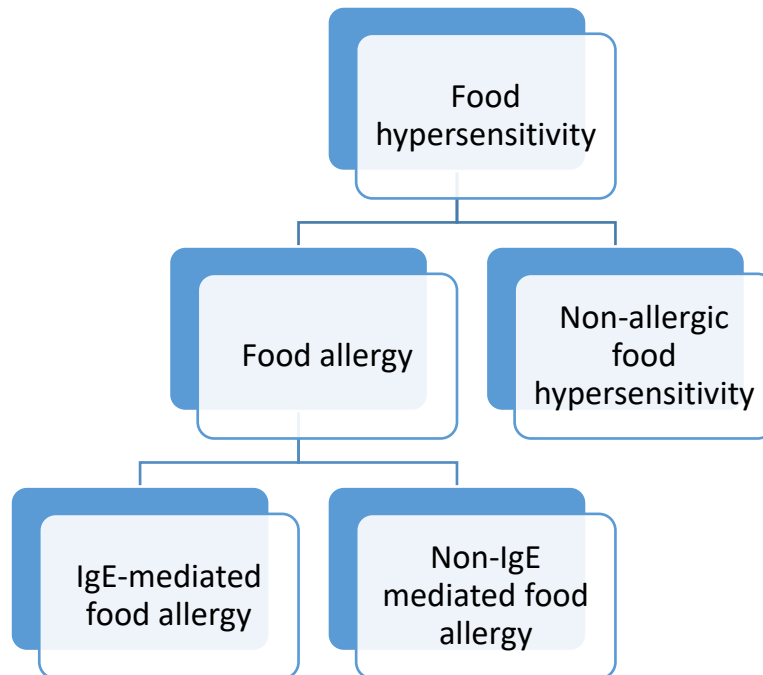 Food
hypersensitivity
Food allergy
Non-allergic
food
hypersensitivity
IgE-mediated
food allergy
Non-IgE
mediated food
allergy